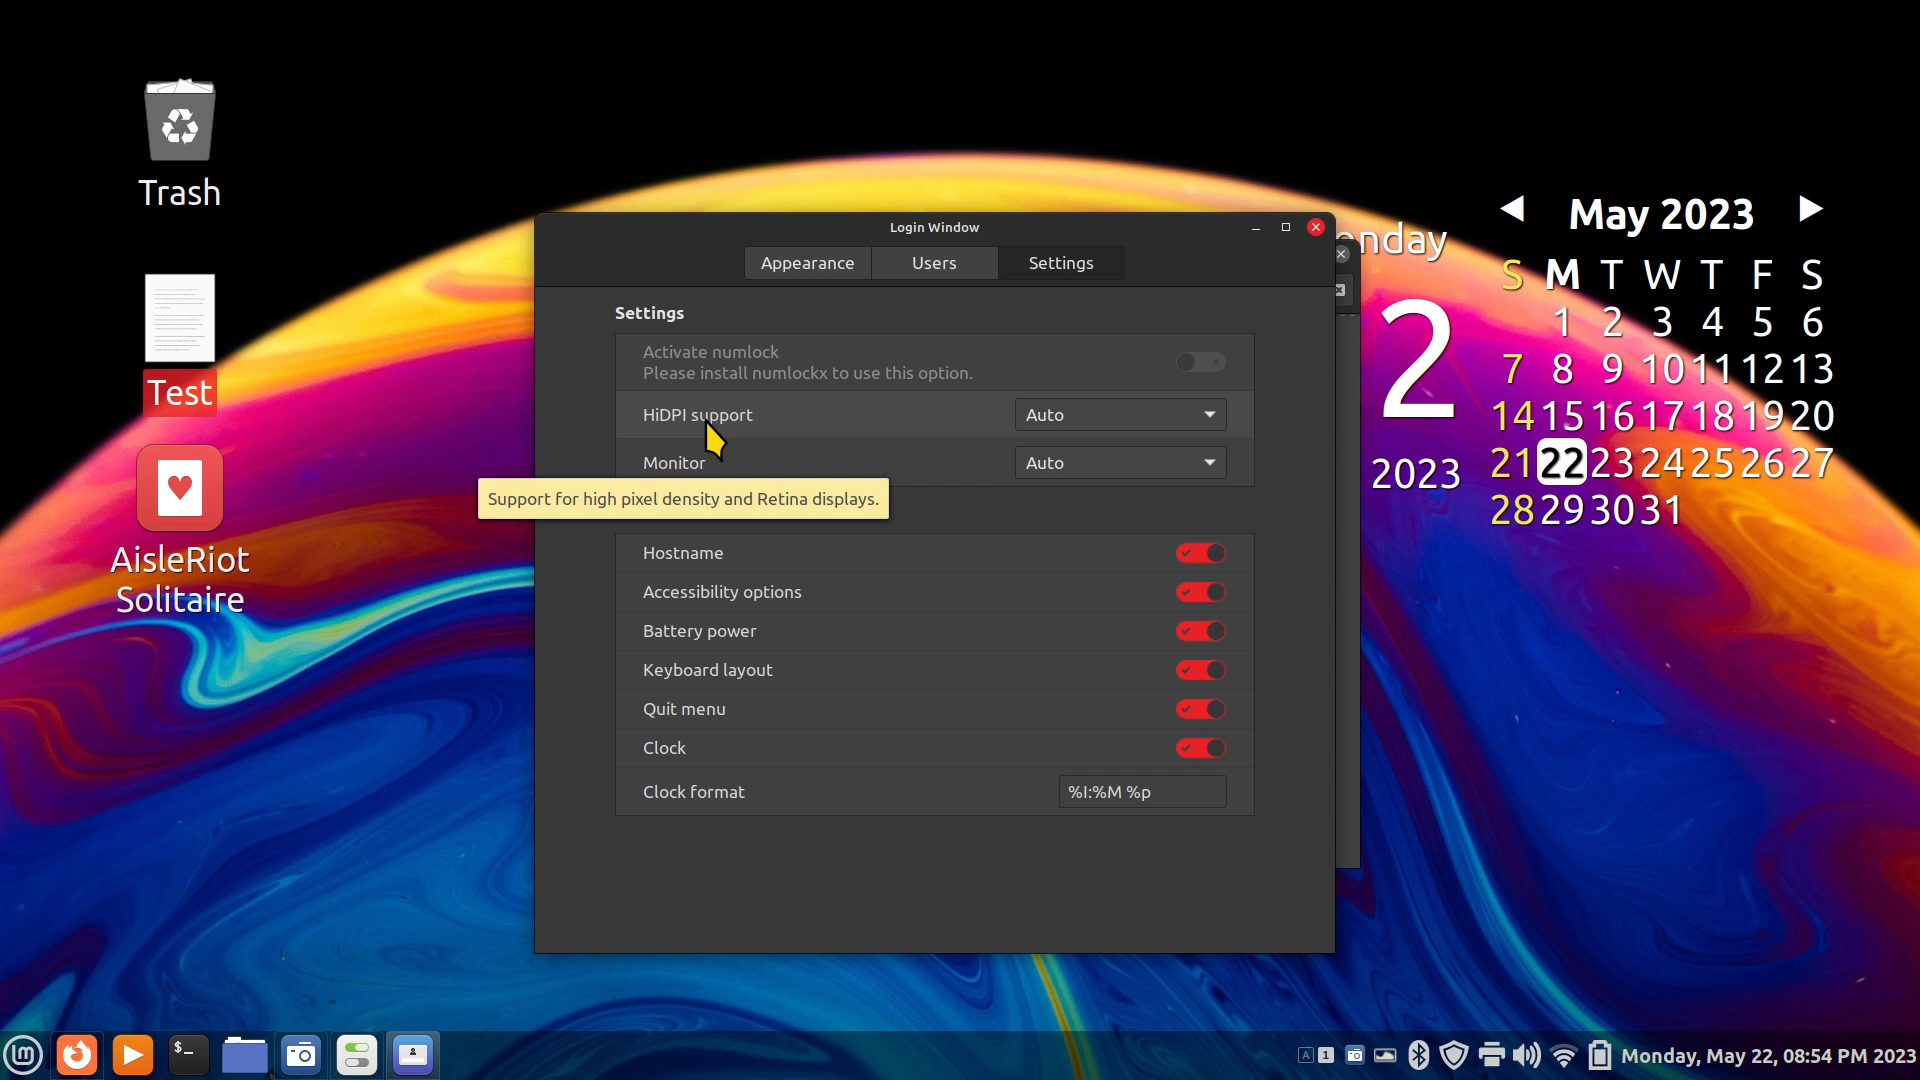 Trash
Test
AisleRiot
Solitaire
Login Window
Appearance
Users
Settings
Settings
Activate numlock
Please install numlockx to use this option.
HiDPI support
Auto
Monitor
Auto
Support for high pixel density and Retina displays.
Hostname
Accessibility options
Battery power
Keyboard layout
Quit menu
Clock
Clock format
%I:%M %p
nday
2
2023
May 2023
S M T W T F S
1 2 3 4 5 6
7 8 9 10 11 12 13
14 15 16 17 18 19 20
21 22 23 24 25 26 27
28 29 30 31
$_
A
1
Monday, May 22, 08:54 PM 2023